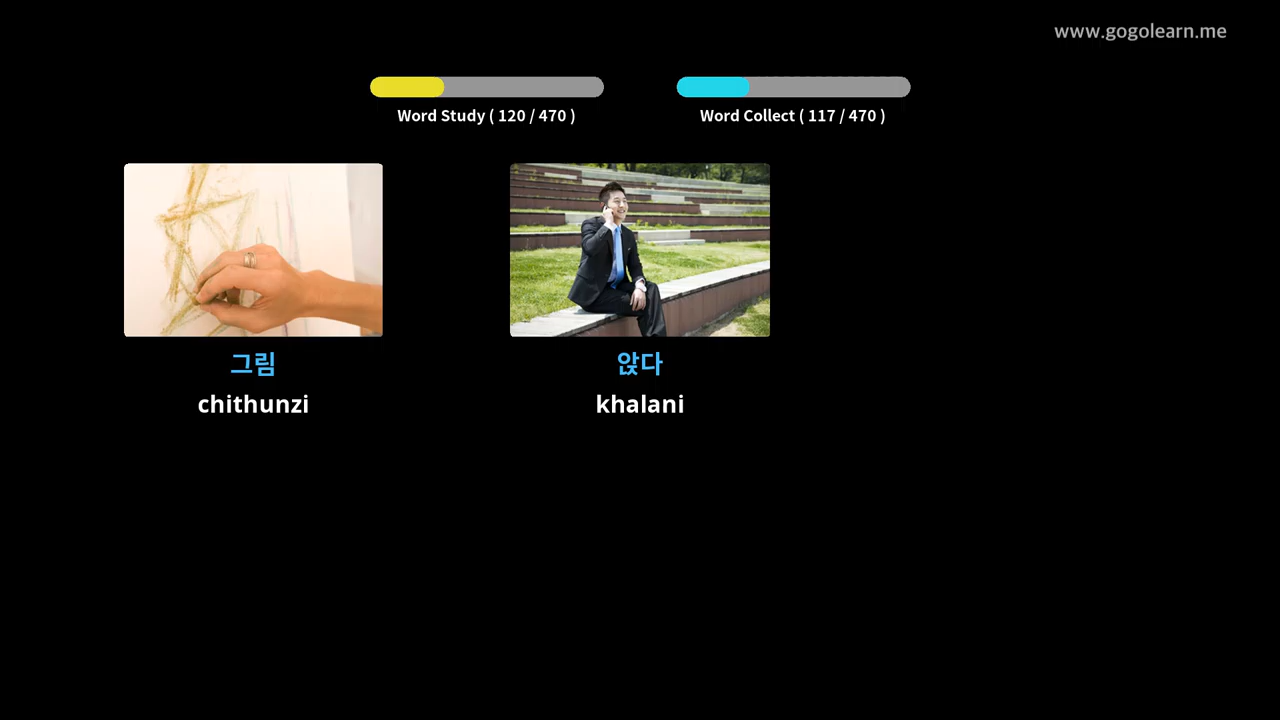 www.gogolearn.me
Word Study ( 120 / 470 )
Word Collect ( 117 / 470 )
그림
chithunzi
앉다
khalani